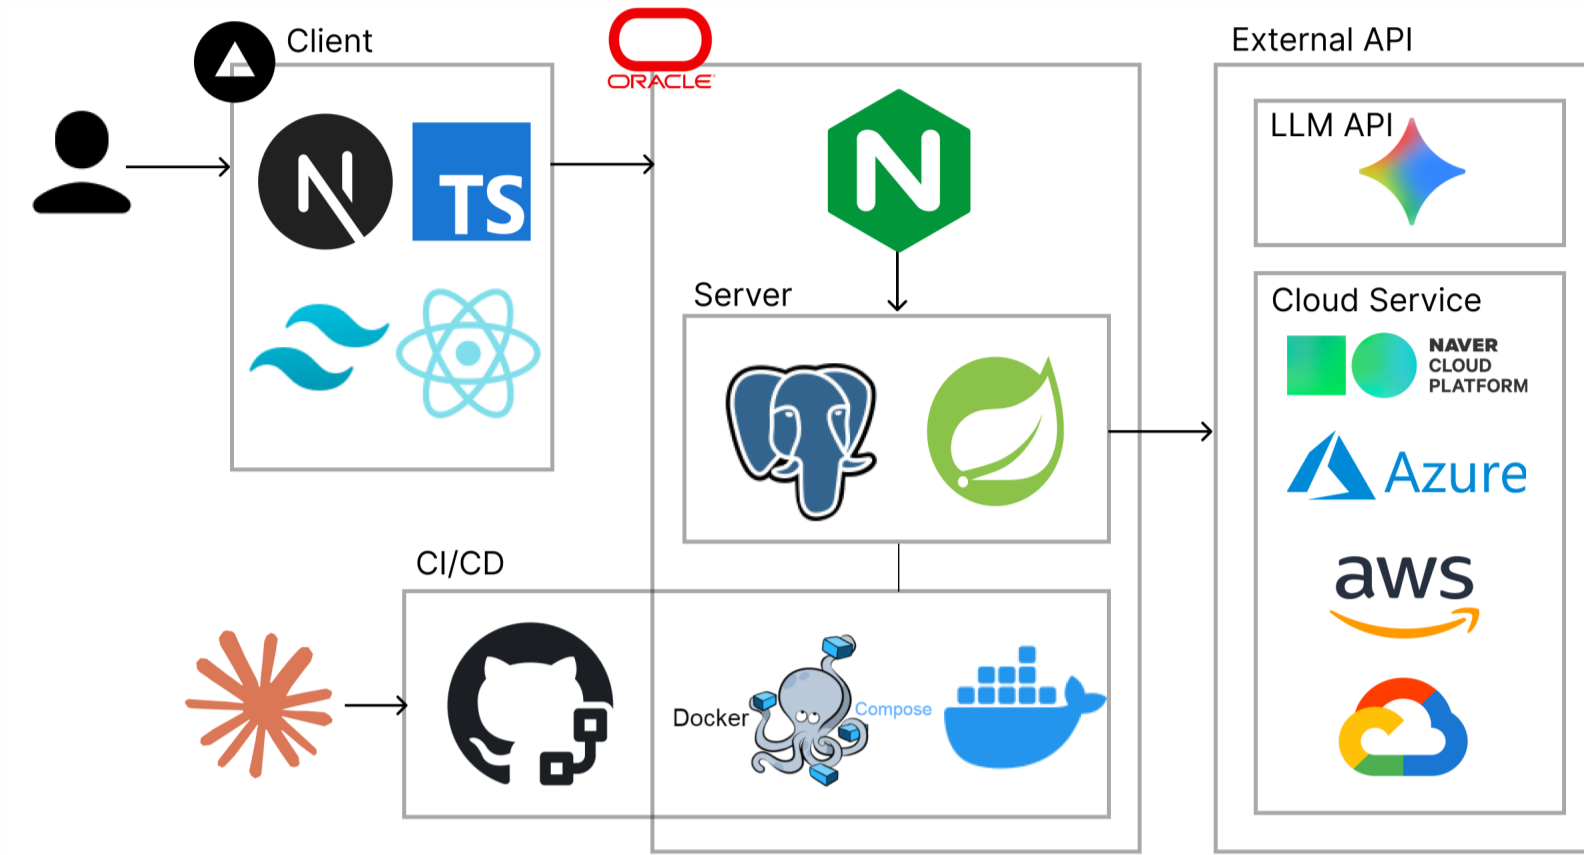 Client
ORACLE
External API
LLM API
TS
Server
Cloud Service
NAVER
CLOUD
PLATFORM
Azure
CI/CD
aws
Docker
Compose